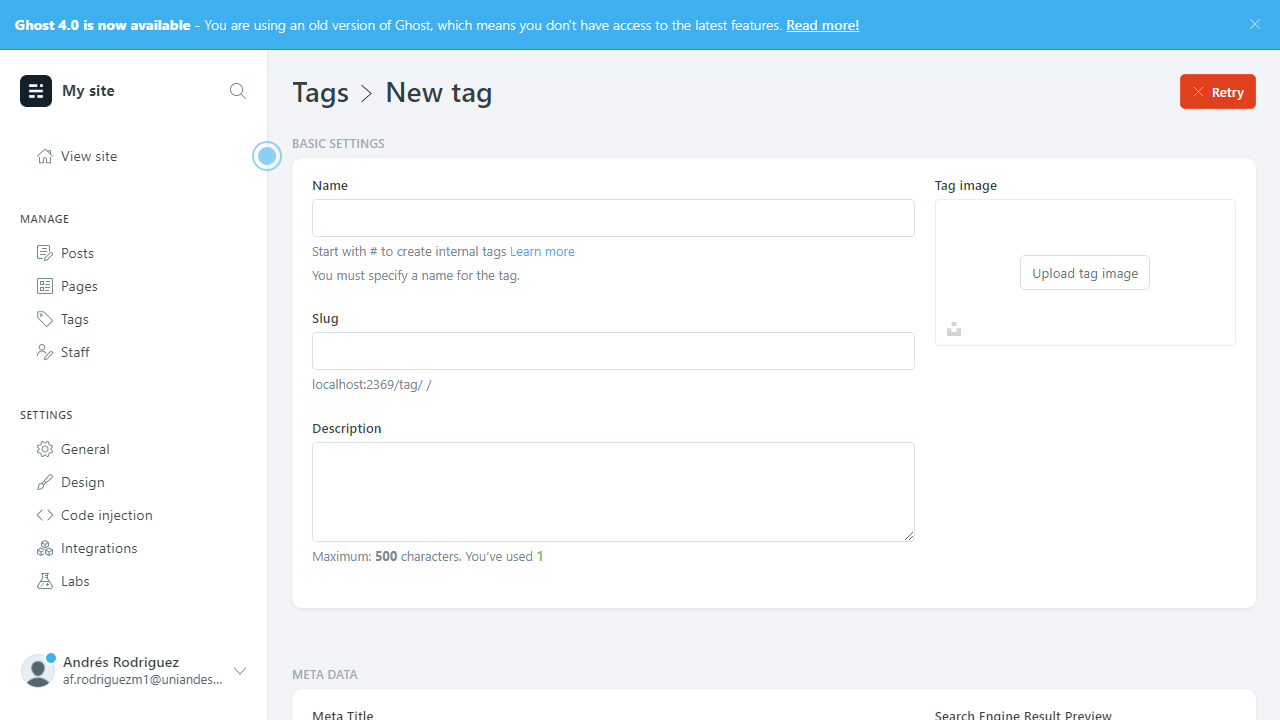 Ghost 4.0 is now available - You are using an old version of Ghost, which means you don't have access to the latest features. Read more!
My site
View site
MANAGE
Posts
Pages
Tags
Staff
SETTINGS
General
Design
Code injection
Integrations
Labs
Andrés Rodriguez
af.rodriguezm1@uniandes...
Tags > New tag
Retry
BASIC SETTINGS
Name
Start with # to create internal tags Learn more
You must specify a name for the tag.
Slug
localhost:2369/tag/ /
Description
Maximum: 500 characters. You've used 1
Tag image
Upload tag image
META DATA
Meta Title
Search Engine Result Preview